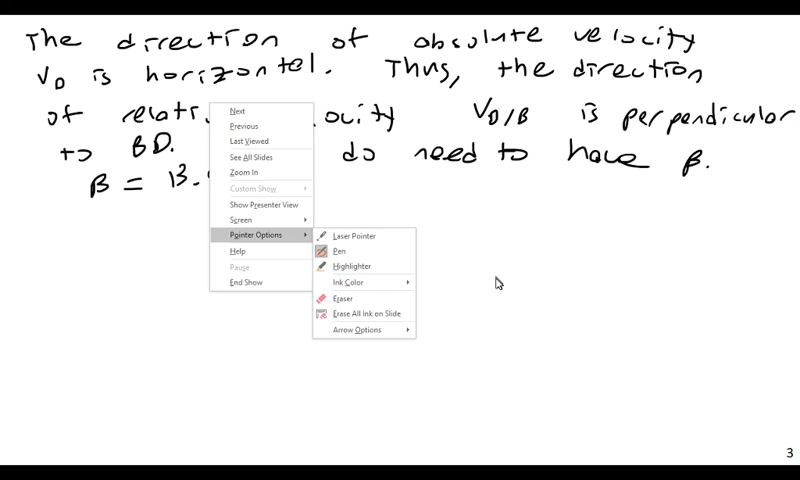 The direction of absolute velocity
VD is horizontal. Thus, the direction
of ocity VD/B is perpendicular
to BD. do need to have β.
β = 13.
Next
Previous
Last Viewed
See All Slides
Zoom In
Custom Show
Show Presenter View
Screen
Pointer Options
Help
Pause
End Show
Laser Pointer
Pen
Highlighter
Ink Color
Eraser
Erase All Ink on Slide
Arrow Options
3